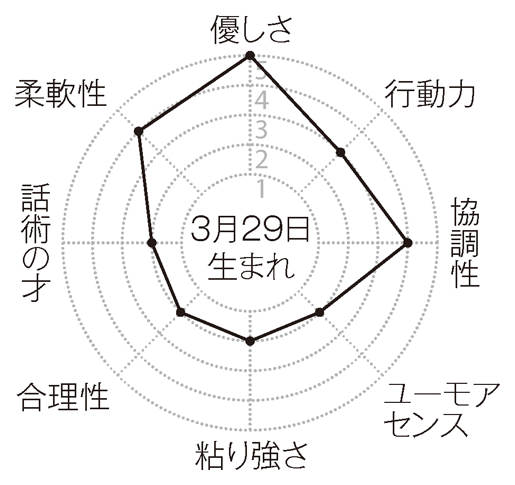 優しさ
行動力
協調性
ユーモア
センス
粘り強さ
合理性
話術の才
柔軟性
5
4
3
2
1
3月29日
生まれ